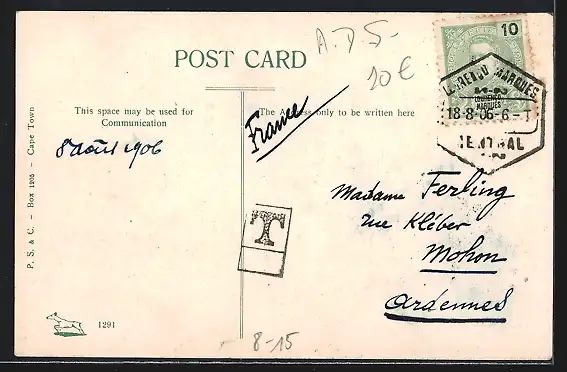 A.D S-
10 €
10
POST CARD
LOURENÇO MARQUES
LOURENÇO
MARQUES
18-8-06-6-T
CENTRAL
This space may be used for
Communication
The Address only to be written here
8 août 1906
France
Madame Ferling
rue Kléber
Mohon
Ardennes
T
P. S. & C. - Box 1205 - Cape Town
1291
8-15